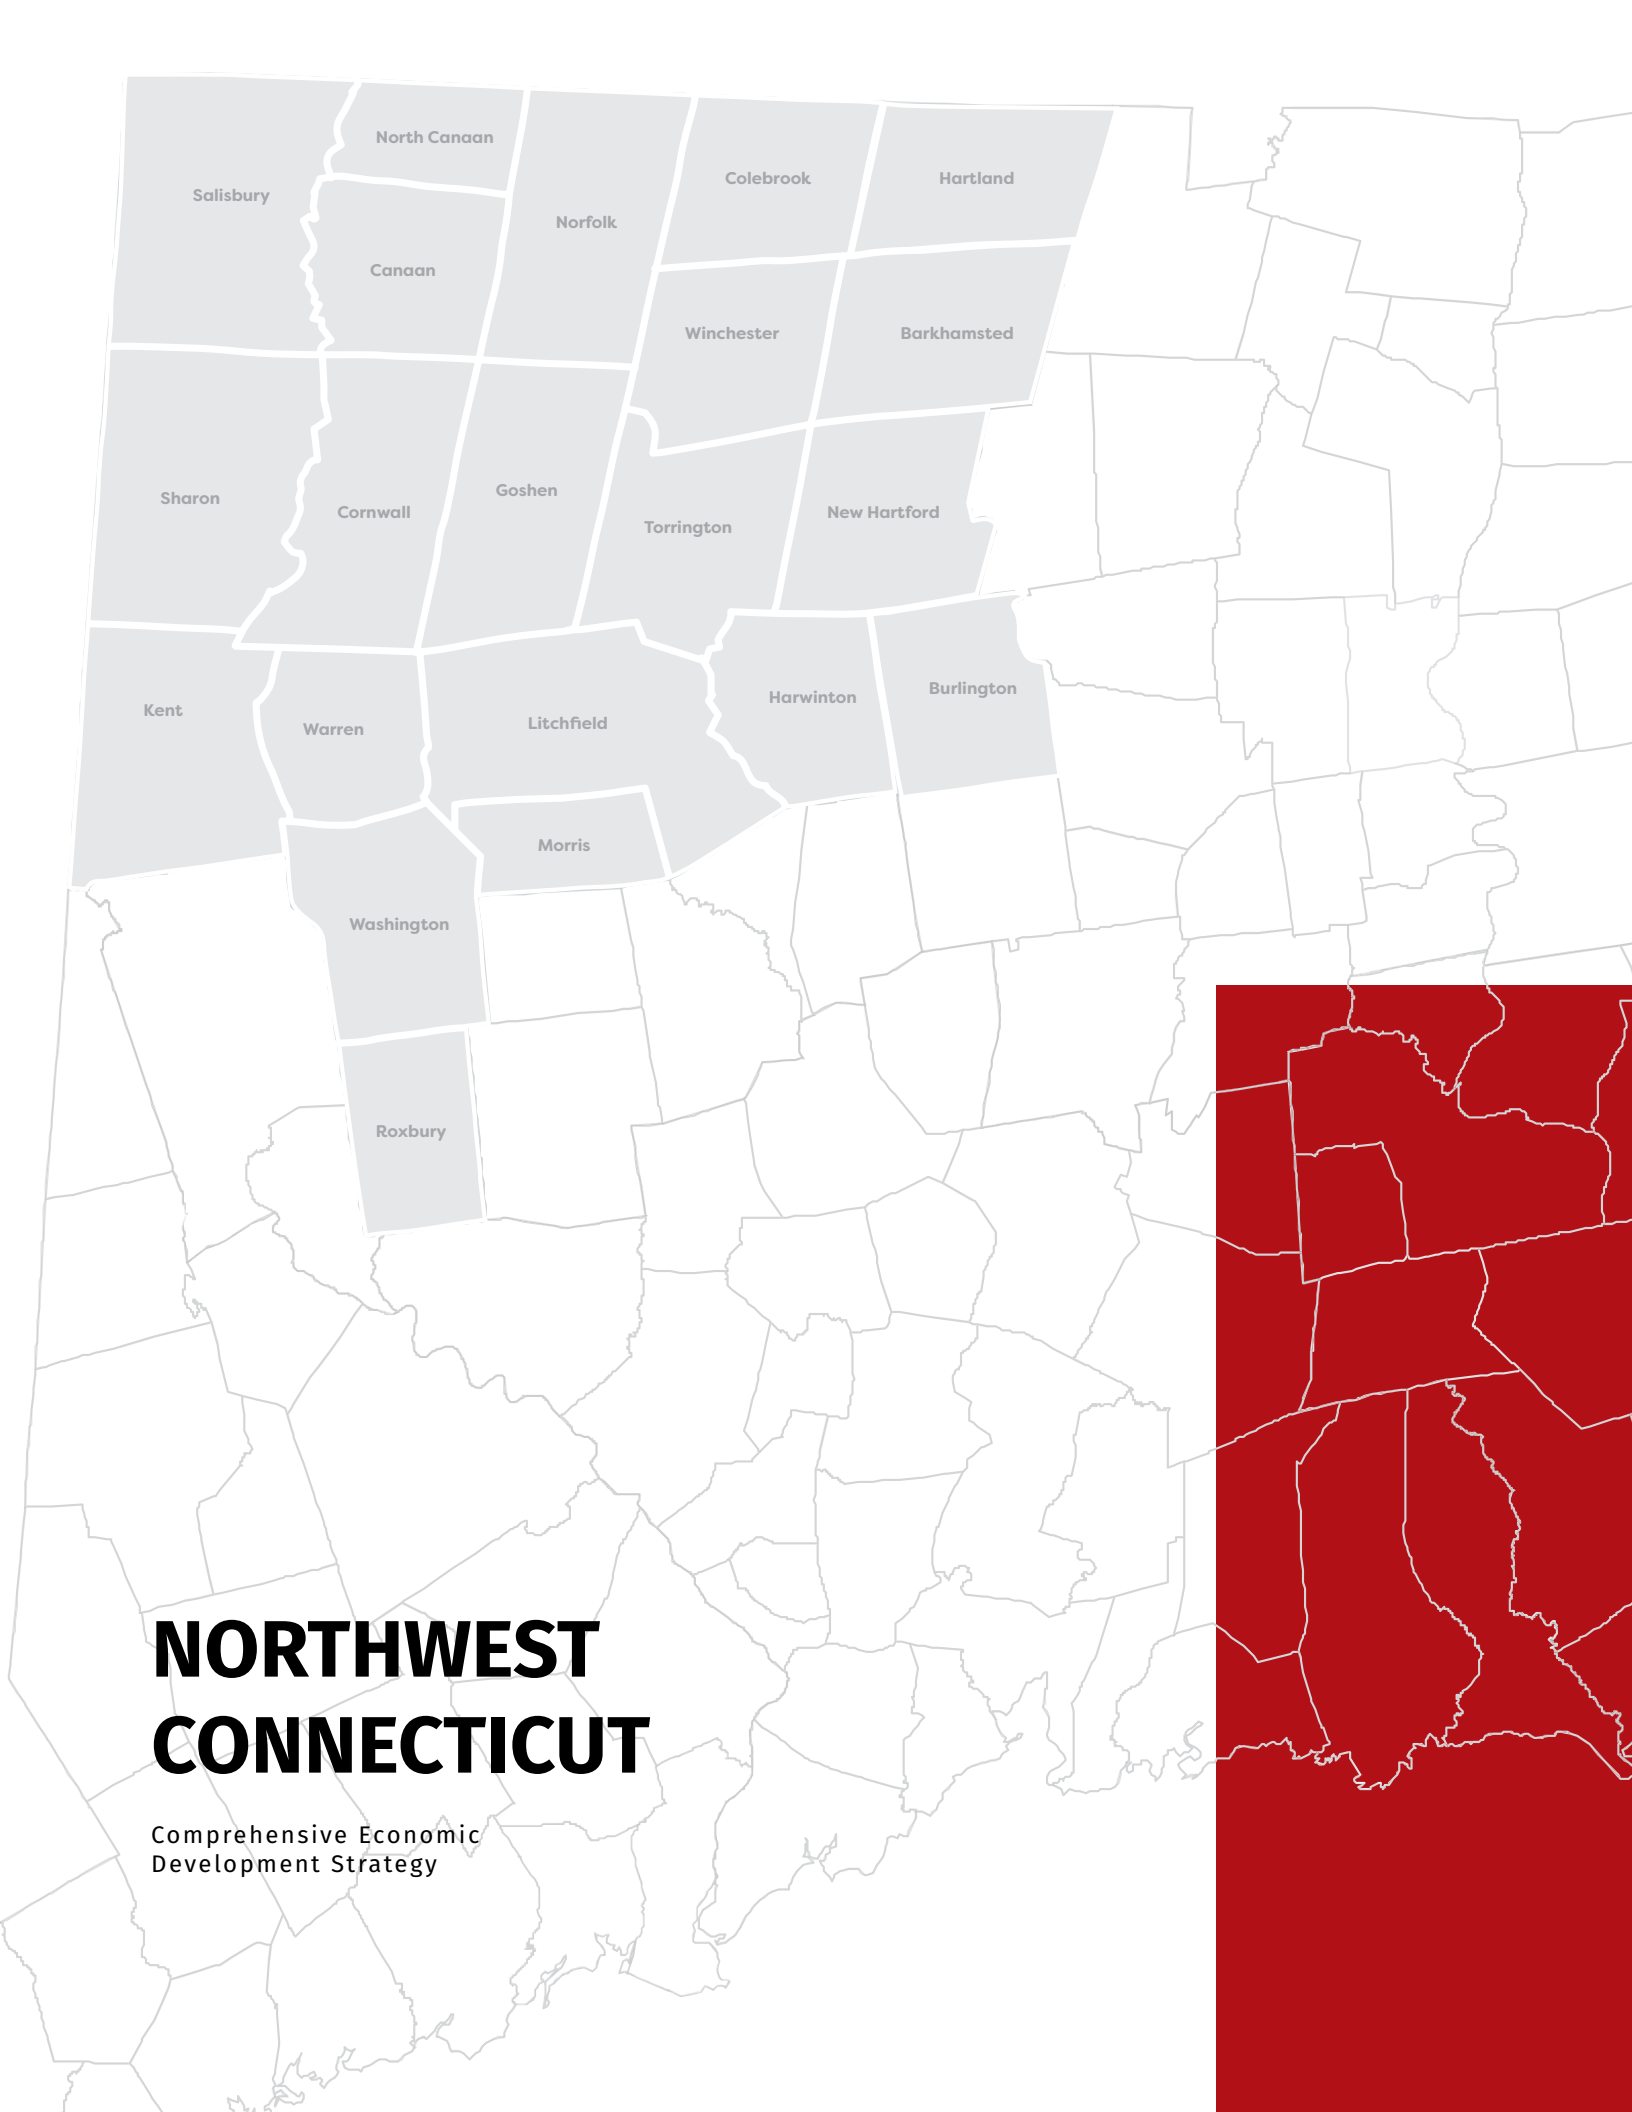 North Canaan
Colebrook
Hartland
Salisbury
Norfolk
Canaan
Winchester
Barkhamsted
Goshen
Sharon
Cornwall
New Hartford
Torrington
Burlington
Harwinton
Kent
Litchfield
Warren
Morris
Washington
Roxbury
NORTHWEST
CONNECTICUT
Comprehensive Economic
Development Strategy